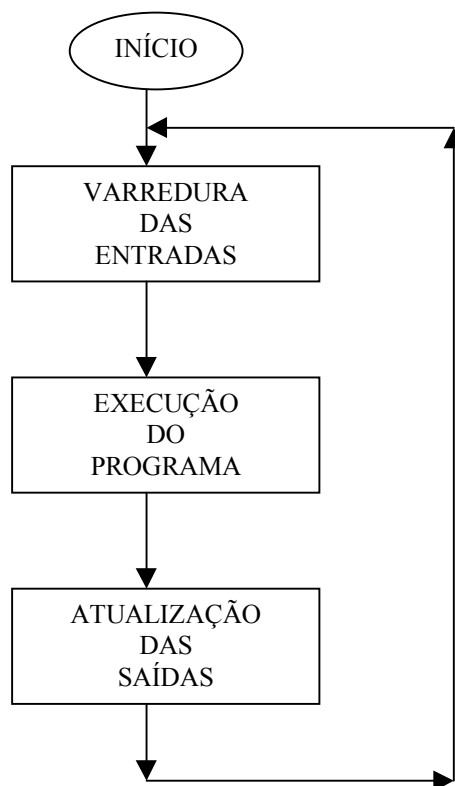 INÍCIO
VARREDURA
DAS
ENTRADAS
EXECUÇÃO
DO
PROGRAMA
ATUALIZAÇÃO
DAS
SAÍDAS